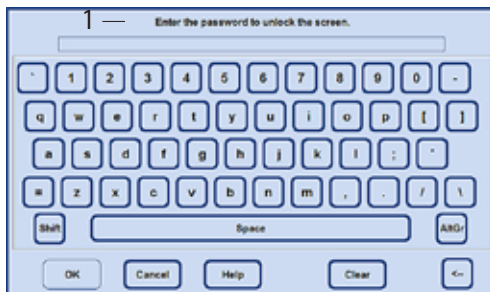 1 — Enter the password to unlock the screen.
` 1 2 3 4 5 6 7 8 9 0 -
q w e r t y u i o p [ ]
a s d f g h j k l ; '
= z x c v b n m , . / \
Shift Space AltGr
OK Cancel Help Clear <--